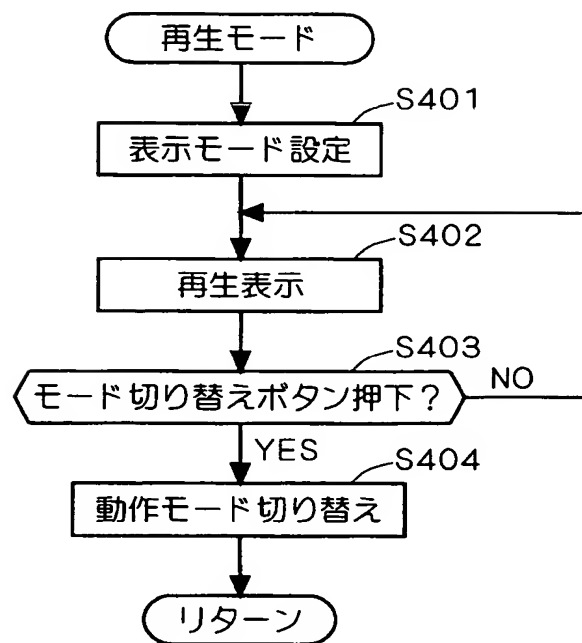 再生モード
S401
表示モード設定
S402
再生表示
S403
モード切り替えボタン押下？
NO
YES
S404
動作モード切り替え
リターン